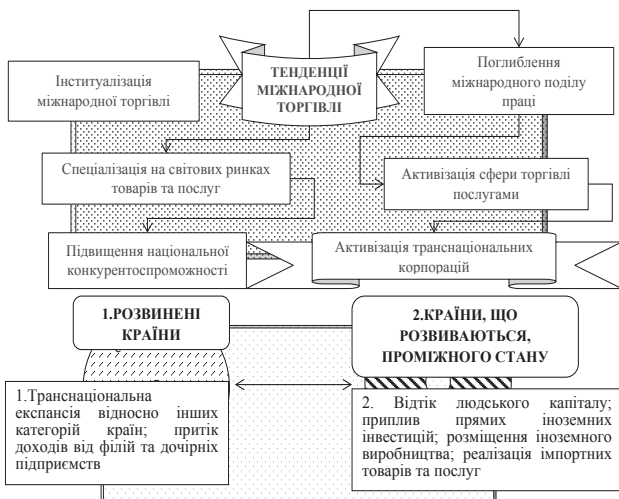 ТЕНДЕНЦІЇ
МІЖНАРОДНОЇ
ТОРГІВЛІ
Інституалізація
міжнародної торгівлі
Поглиблення
міжнародного поділу
праці
Спеціалізація на світових ринках
товарів та послуг
Активізація сфери торгівлі
послугами
Підвищення національної
конкурентоспроможності
Активізація транснаціональних
корпорацій
1.РОЗВИНЕНІ
КРАЇНИ
2.КРАЇНИ, ЩО
РОЗВИВАЮТЬСЯ,
ПРОМІЖНОГО СТАНУ
1.Транснаціональна
експансія відносно інших
категорій країн; притік
доходів від філій та дочірніх
підприємств
2. Відтік людського капіталу;
приплив прямих іноземних
інвестицій; розміщення іноземного
виробництва; реалізація імпортних
товарів та послуг